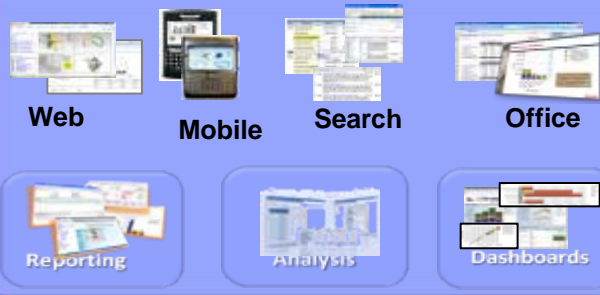 Web
Mobile
Search
Office
Reporting
Analysis
Dashboards